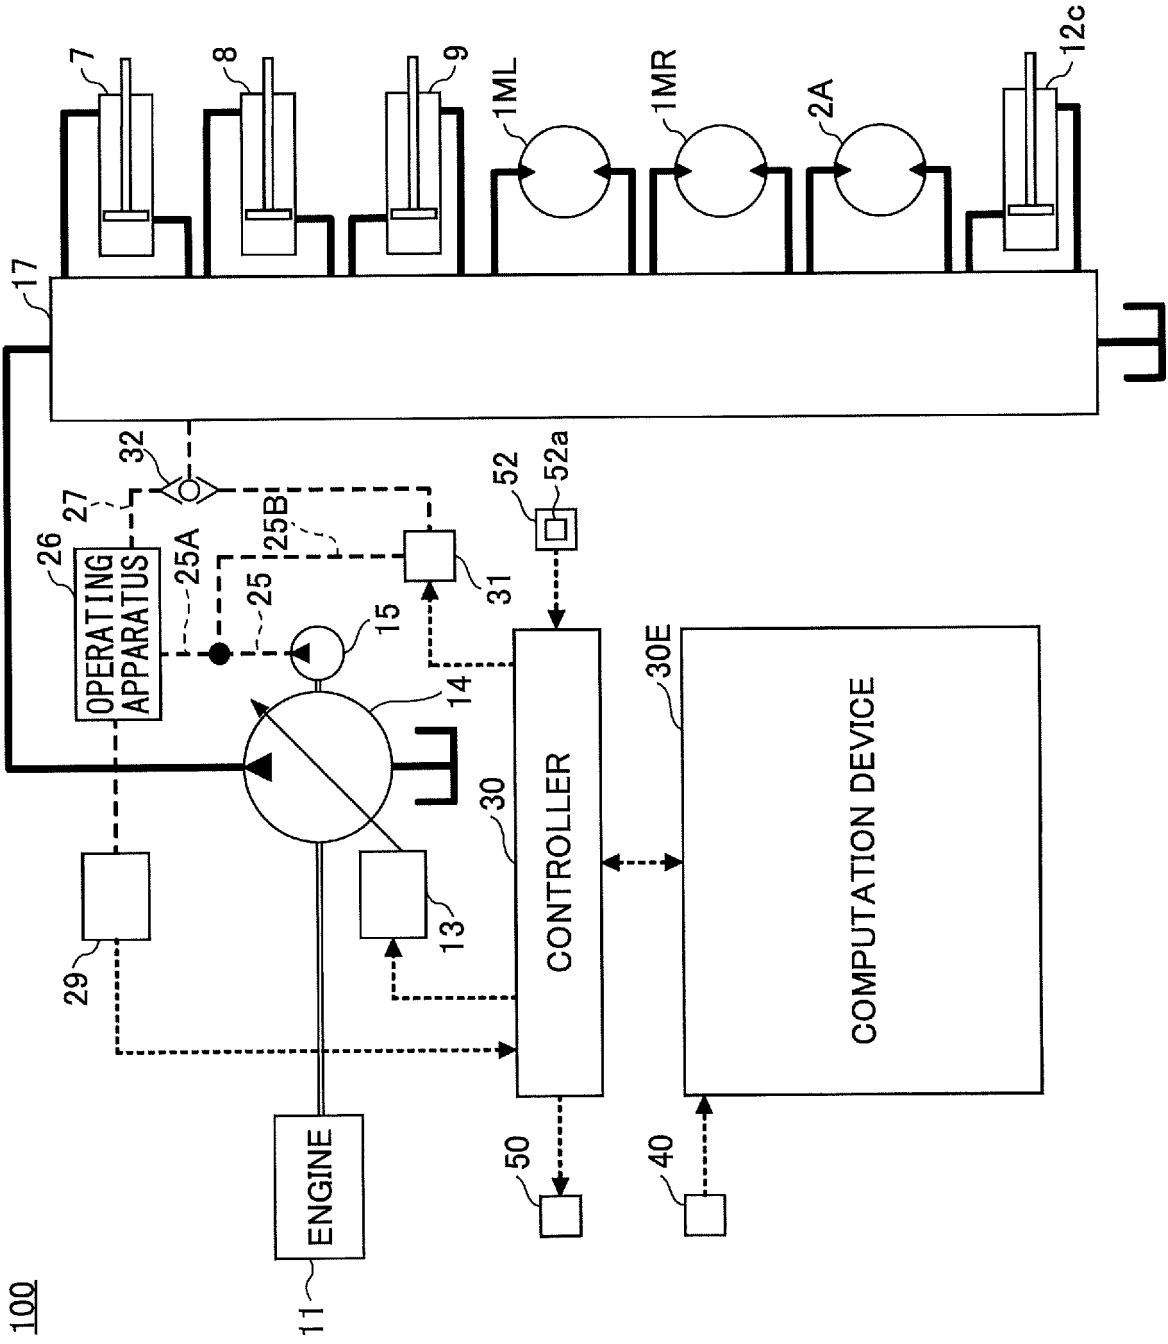 100
ENGINE
11
29
13
14
15
OPERATING
APPARATUS
26
25A
25
25B
27
32
31
17
7
8
9
1ML
1MR
2A
12c
CONTROLLER
30
52
52a
50
40
COMPUTATION DEVICE
30E